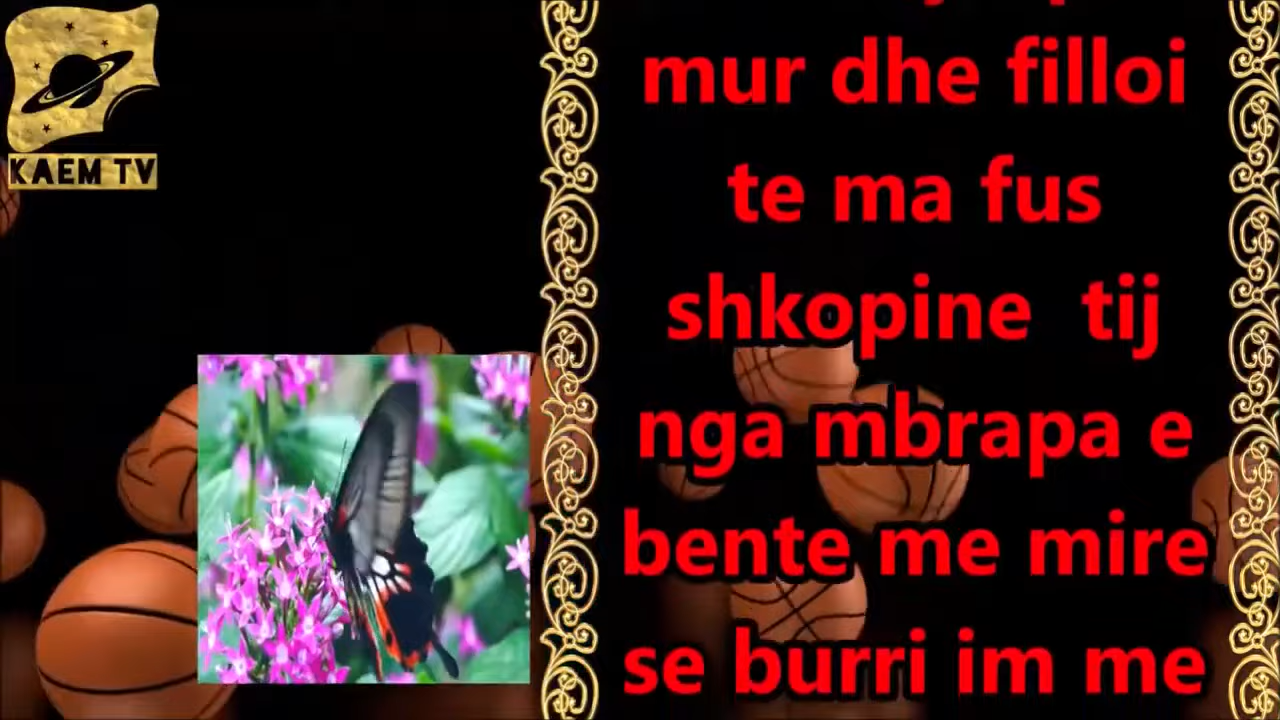 KAEM TV
mur dhe filloi
te ma fus
shkopine tij
nga mbrapa e
bente me mire
se burri im me